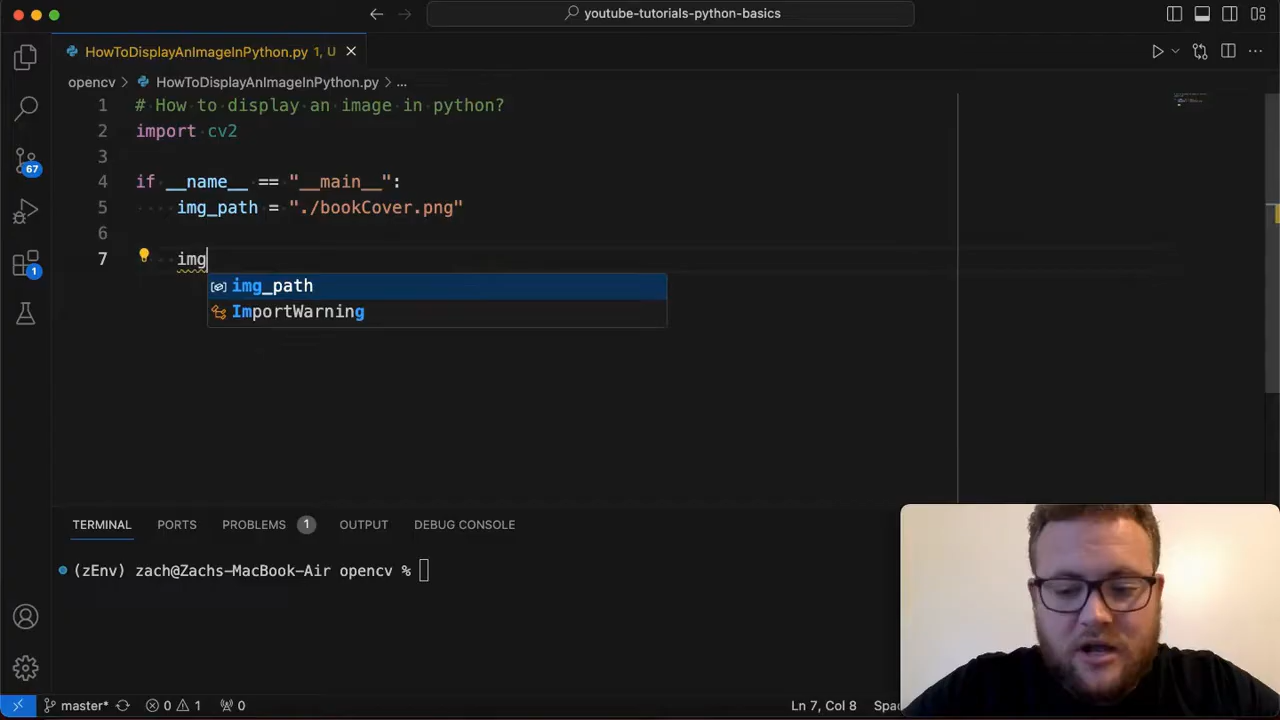 youtube-tutorials-python-basics
HowToDisplayAnImageInPython.py 1, U
opencv > HowToDisplayAnImageInPython.py > ...
1 # How to display an image in python?
2 import cv2
3
4 if __name__ == "__main__":
5 img_path = "./bookCover.png"
6
7 img
img_path
ImportWarning
67
1
TERMINAL PORTS PROBLEMS 1 OUTPUT DEBUG CONSOLE
(zEnv) zach@Zachs-MacBook-Air opencv %
master* 0 1 0 Ln 7, Col 8